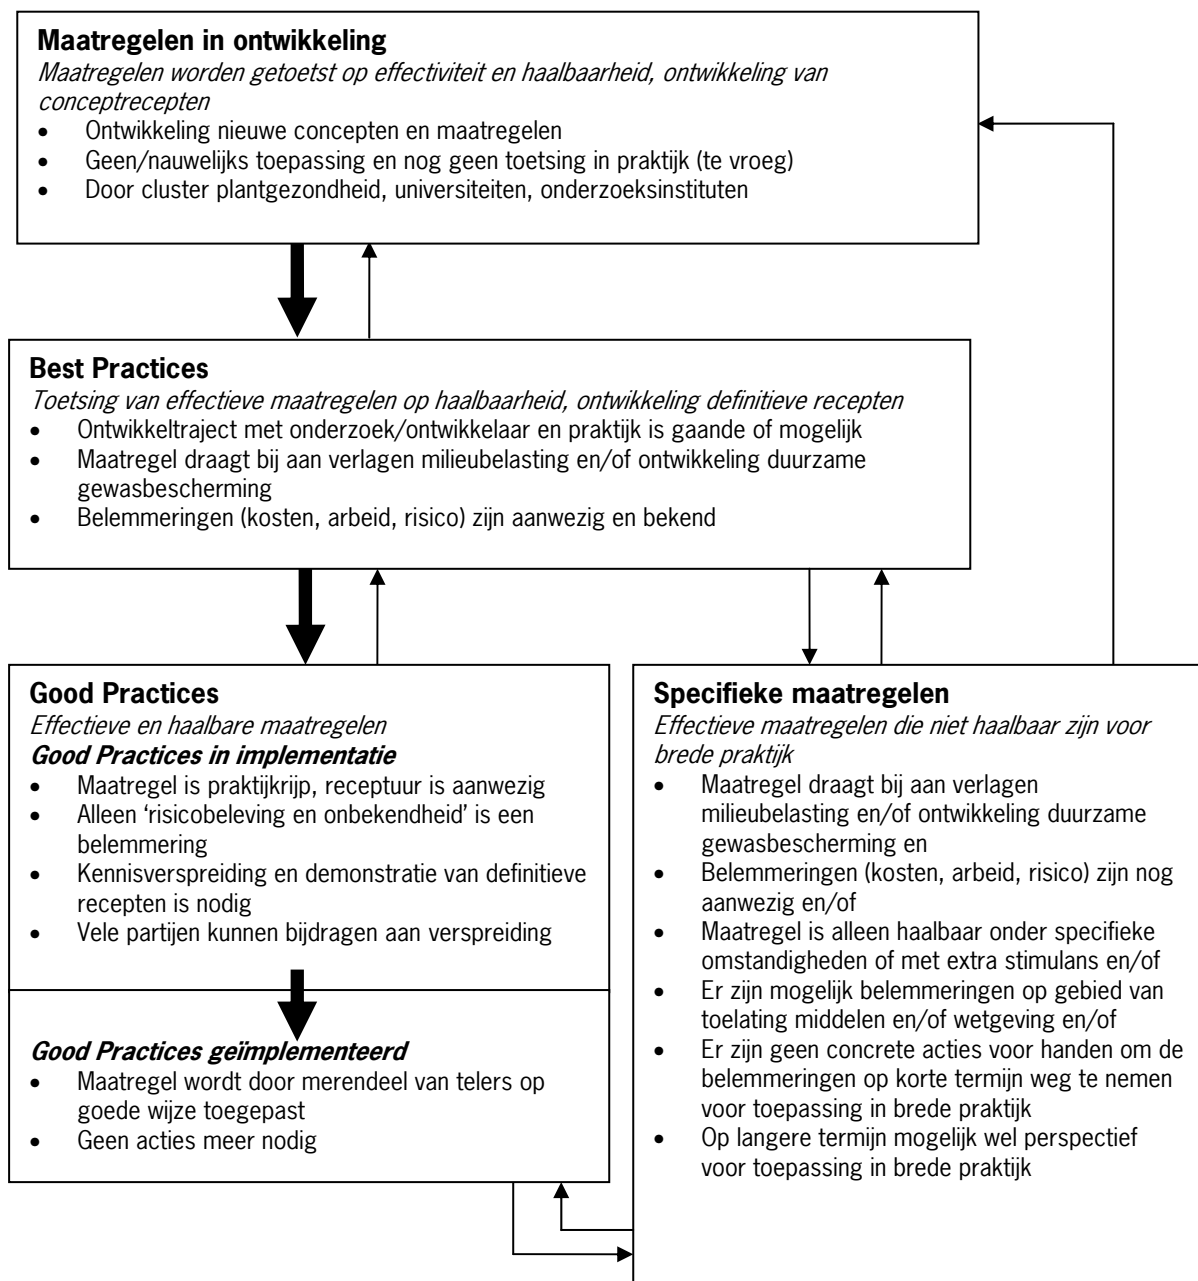 Maatregelen in ontwikkeling
Maatregelen worden getoetst op effectiviteit en haalbaarheid, ontwikkeling van
conceptrecepten
• Ontwikkeling nieuwe concepten en maatregelen
• Geen/nauwelijks toepassing en nog geen toetsing in praktijk (te vroeg)
• Door cluster plantgezondheid, universiteiten, onderzoeksinstituten
Best Practices
Toetsing van effectieve maatregelen op haalbaarheid, ontwikkeling definitieve recepten
• Ontwikkeltraject met onderzoek/ontwikkelaar en praktijk is gaande of mogelijk
• Maatregel draagt bij aan verlagen milieubelasting en/of ontwikkeling duurzame
gewasbescherming
• Belemmeringen (kosten, arbeid, risico) zijn aanwezig en bekend
Good Practices
Effectieve en haalbare maatregelen
Good Practices in implementatie
• Maatregel is praktijkrijp, receptuur is aanwezig
• Alleen ‘risicobeleving en onbekendheid’ is een
belemmering
• Kennisverspreiding en demonstratie van definitieve
recepten is nodig
• Vele partijen kunnen bijdragen aan verspreiding
Good Practices geïmplementeerd
• Maatregel wordt door merendeel van telers op
goede wijze toegepast
• Geen acties meer nodig
Specifieke maatregelen
Effectieve maatregelen die niet haalbaar zijn voor
brede praktijk
• Maatregel draagt bij aan verlagen
milieubelasting en/of ontwikkeling duurzame
gewasbescherming en
• Belemmeringen (kosten, arbeid, risico) zijn nog
aanwezig en/of
• Maatregel is alleen haalbaar onder specifieke
omstandigheden of met extra stimulans en/of
• Er zijn mogelijk belemmeringen op gebied van
toelating middelen en/of wetgeving en/of
• Er zijn geen concrete acties voor handen om de
belemmeringen op korte termijn weg te nemen
voor toepassing in brede praktijk
• Op langere termijn mogelijk wel perspectief
voor toepassing in brede praktijk